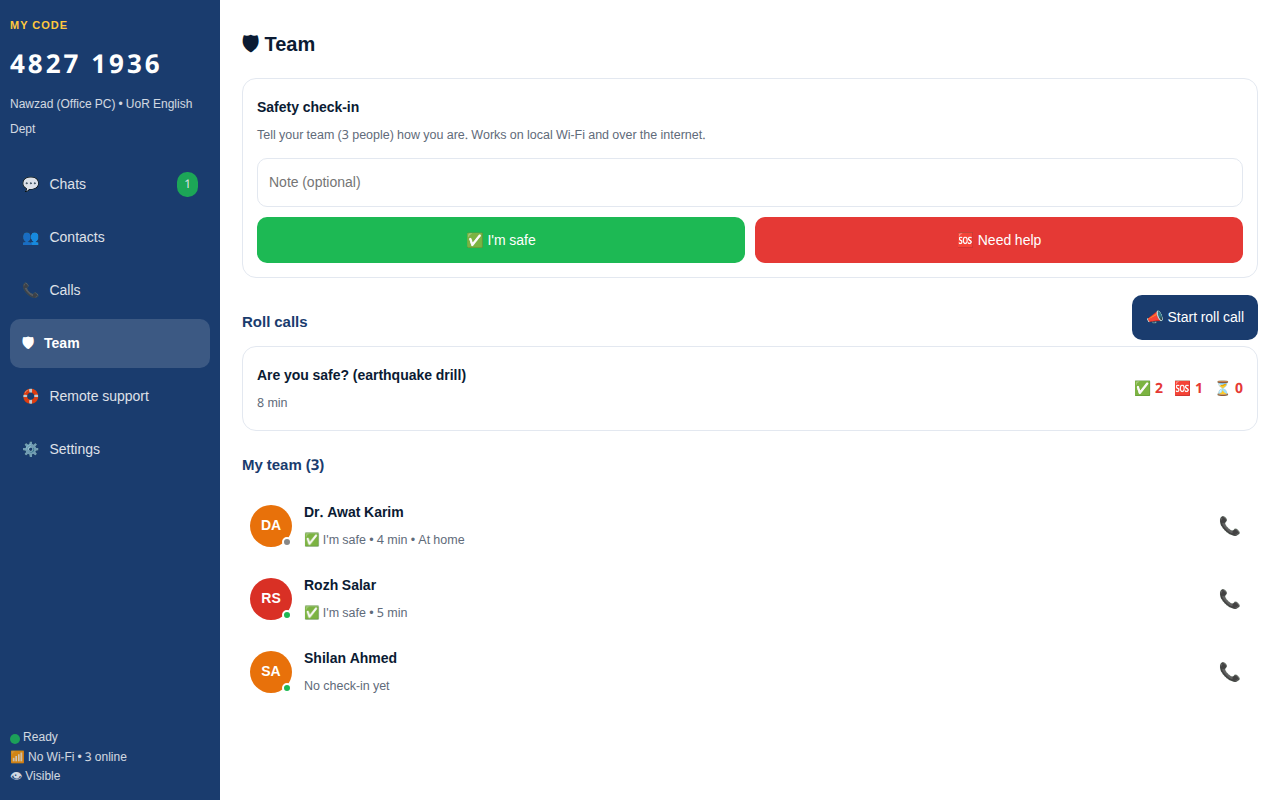 MY CODE
4827 1936
Nawzad (Office PC) • UoR English
Dept
💬 Chats 1
👥 Contacts
📞 Calls
🛡 Team
🛟 Remote support
⚙️ Settings
Ready
📶 No Wi-Fi • 3 online
👁 Visible
🛡 Team
Safety check-in
Tell your team (3 people) how you are. Works on local Wi-Fi and over the internet.
Note (optional)
✅ I'm safe
🆘 Need help
Roll calls
📣 Start roll call
Are you safe? (earthquake drill)
8 min
✅ 2 🆘 1 ⏳ 0
My team (3)
DA
Dr. Awat Karim
✅ I'm safe • 4 min • At home
RS
Rozh Salar
✅ I'm safe • 5 min
SA
Shilan Ahmed
No check-in yet